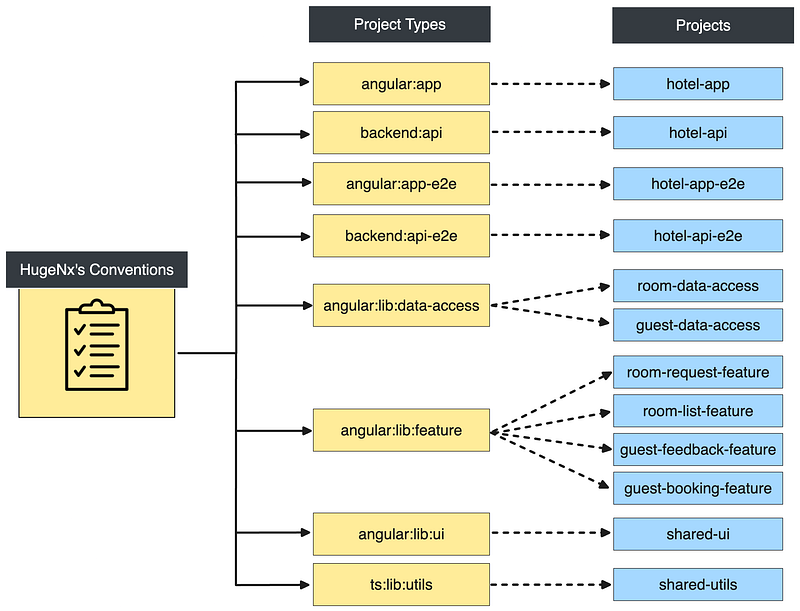 Project Types
Projects
angular:app
hotel-app
backend:api
hotel-api
angular:app-e2e
hotel-app-e2e
backend:api-e2e
hotel-api-e2e
HugeNx's Conventions
angular:lib:data-access
room-data-access
guest-data-access
angular:lib:feature
room-request-feature
room-list-feature
guest-feedback-feature
guest-booking-feature
angular:lib:ui
shared-ui
ts:lib:utils
shared-utils